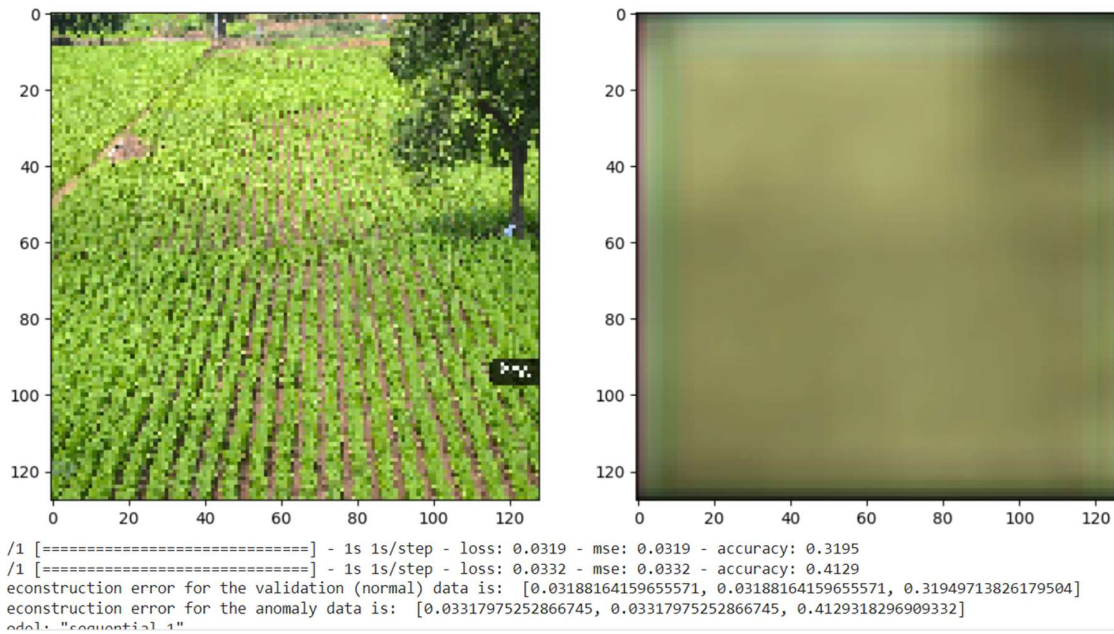 0
20
40
60
80
100
120
0 20 40 60 80 100 120
0
20
40
60
80
100
120
0 20 40 60 80 100 120
/1 [==============================] - 1s 1s/step - loss: 0.0319 - mse: 0.0319 - accuracy: 0.3195
/1 [==============================] - 1s 1s/step - loss: 0.0332 - mse: 0.0332 - accuracy: 0.4129
econstruction error for the validation (normal) data is:  [0.03188164159655571, 0.03188164159655571, 0.31949713826179504]
econstruction error for the anomaly data is:  [0.03317975252866745, 0.03317975252866745, 0.4129318296909332]
odel: "sequential_1"